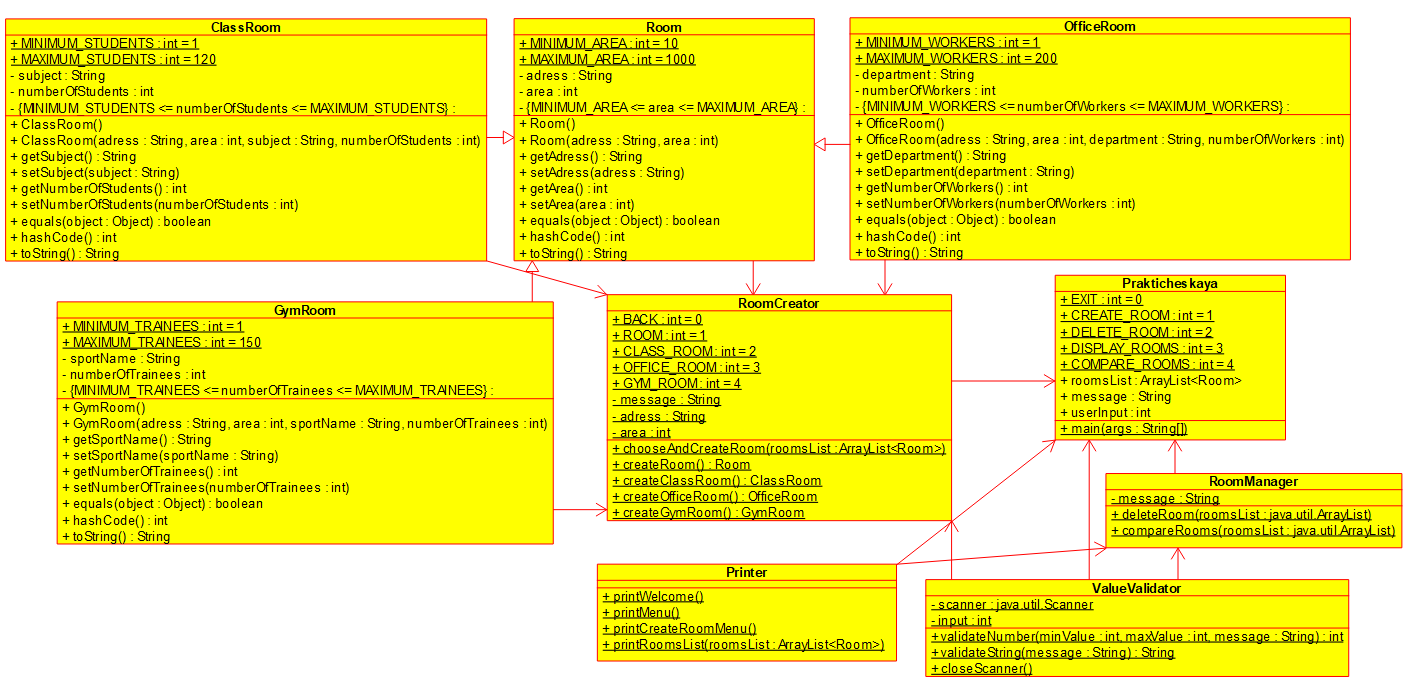 ClassRoom
+ MINIMUM_STUDENTS : int = 1
+ MAXIMUM_STUDENTS : int = 120
- subject : String
- numberOfStudents : int
- {MINIMUM_STUDENTS <= numberOfStudents <= MAXIMUM_STUDENTS} :
+ ClassRoom()
+ ClassRoom(adress : String, area : int, subject : String, numberOfStudents : int)
+ getSubject() : String
+ setSubject(subject : String)
+ getNumberOfStudents() : int
+ setNumberOfStudents(numberOfStudents : int)
+ equals(object : Object) : boolean
+ hashCode() : int
+ toString() : String
Room
+ MINIMUM_AREA : int = 10
+ MAXIMUM_AREA : int = 1000
- adress : String
- area : int
- {MINIMUM_AREA <= area <= MAXIMUM_AREA} :
+ Room()
+ Room(adress : String, area : int)
+ getAdress() : String
+ setAdress(adress : String)
+ getArea() : int
+ setArea(area : int)
+ equals(object : Object) : boolean
+ hashCode() : int
+ toString() : String
OfficeRoom
+ MINIMUM_WORKERS : int = 1
+ MAXIMUM_WORKERS : int = 200
- department : String
- numberOfWorkers : int
- {MINIMUM_WORKERS <= numberOfWorkers <= MAXIMUM_WORKERS} :
+ OfficeRoom()
+ OfficeRoom(adress : String, area : int, department : String, numberOfWorkers : int)
+ getDepartment() : String
+ setDepartment(department : String)
+ getNumberOfWorkers() : int
+ setNumberOfWorkers(numberOfWorkers : int)
+ equals(object : Object) : boolean
+ hashCode() : int
+ toString() : String
GymRoom
+ MINIMUM_TRAINEES : int = 1
+ MAXIMUM_TRAINEES : int = 150
- sportName : String
- numberOfTrainees : int
- {MINIMUM_TRAINEES <= numberOfTrainees <= MAXIMUM_TRAINEES} :
+ GymRoom()
+ GymRoom(adress : String, area : int, sportName : String, numberOfTrainees : int)
+ getSportName() : String
+ setSportName(sportName : String)
+ getNumberOfTrainees() : int
+ setNumberOfTrainees(numberOfTrainees : int)
+ equals(object : Object) : boolean
+ hashCode() : int
+ toString() : String
RoomCreator
+ BACK : int = 0
+ ROOM : int = 1
+ CLASS_ROOM : int = 2
+ OFFICE_ROOM : int = 3
+ GYM_ROOM : int = 4
- message : String
- adress : String
- area : int
+ chooseAndCreateRoom(roomsList : ArrayList<Room>)
+ createRoom() : Room
+ createClassRoom() : ClassRoom
+ createOfficeRoom() : OfficeRoom
+ createGymRoom() : GymRoom
Prakticheskaya
+ EXIT : int = 0
+ CREATE_ROOM : int = 1
+ DELETE_ROOM : int = 2
+ DISPLAY_ROOMS : int = 3
+ COMPARE_ROOMS : int = 4
+ roomsList : ArrayList<Room>
+ message : String
+ userInput : int
+ main(args : String[])
RoomManager
- message : String
+ deleteRoom(roomsList : java.util.ArrayList)
+ compareRooms(roomsList : java.util.ArrayList)
Printer
+ printWelcome()
+ printMenu()
+ printCreateRoomMenu()
+ printRoomsList(roomsList : ArrayList<Room>)
ValueValidator
- scanner : java.util.Scanner
- input : int
+ validateNumber(minValue : int, maxValue : int, message : String) : int
+ validateString(message : String) : String
+ closeScanner()